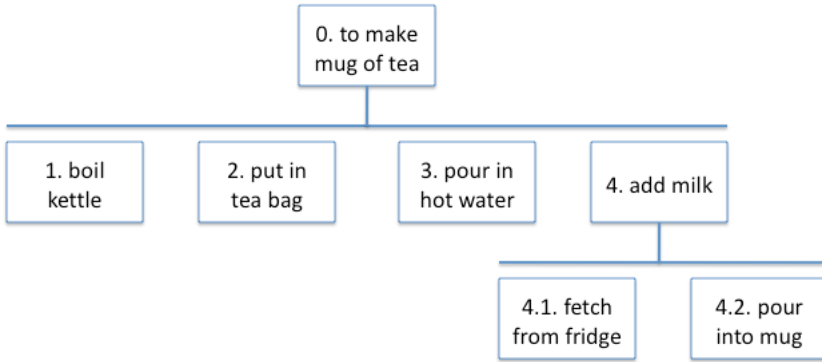 0. to make
mug of tea
1. boil
kettle
2. put in
tea bag
3. pour in
hot water
4. add milk
4.1. fetch
from fridge
4.2. pour
into mug